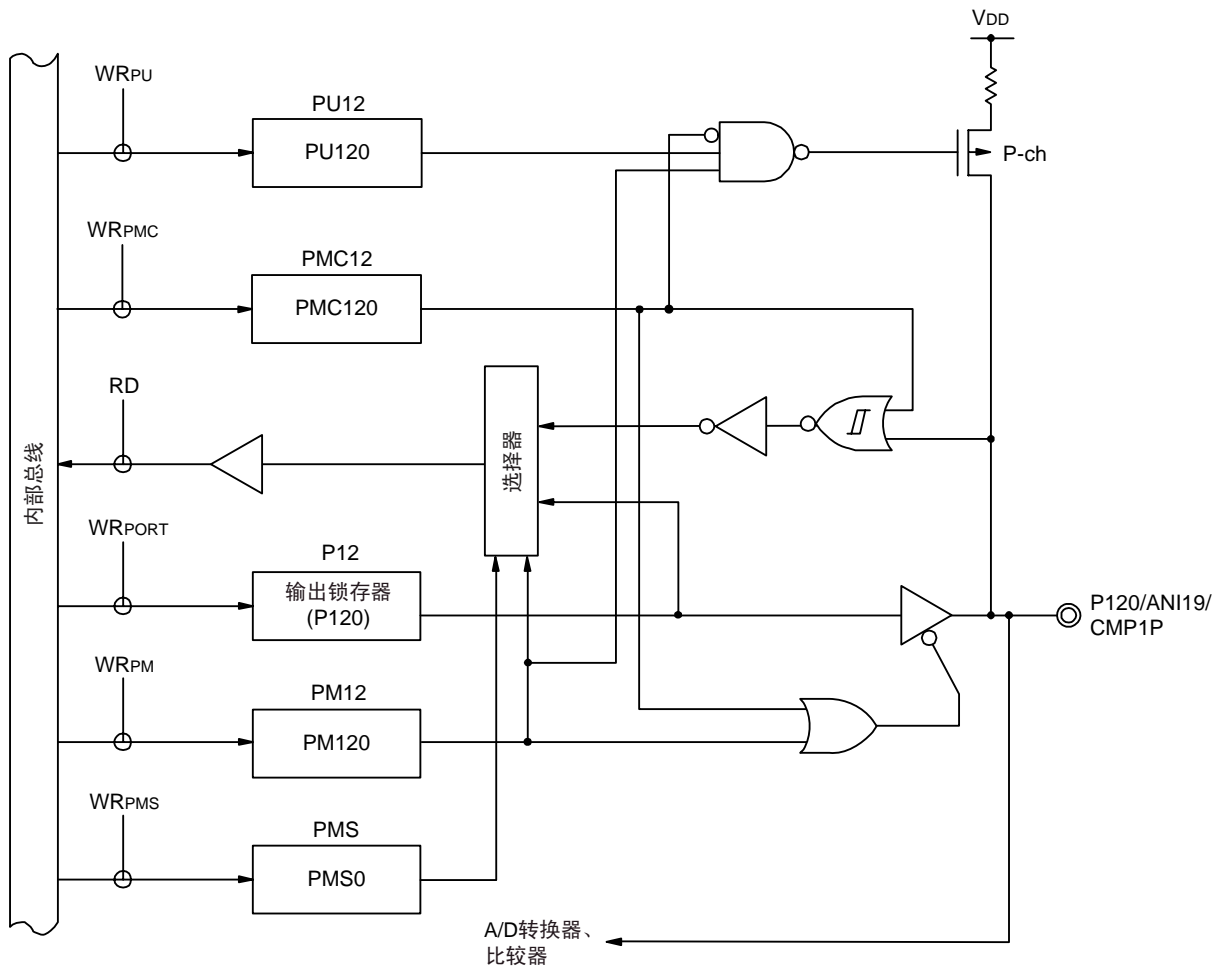 VDD
WRPU
PU12
PU120
P-ch
WRPMC
PMC12
PMC120
RD
选择器
内部总线
WRPORT
P12
输出锁存器
(P120)
P120/ANI19/
CMP1P
WRPM
PM12
PM120
WRPMS
PMS
PMS0
A/D转换器、
比较器